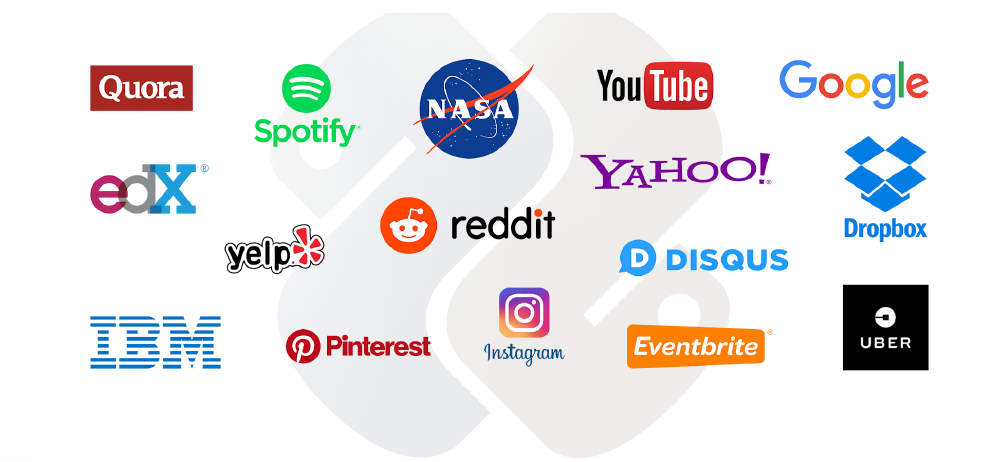 Quora
Spotify®
NASA
YouTube
Google
edX®
YAHOO!®
Dropbox
yelp
reddit
DISQUS
IBM
Pinterest
Instagram
Eventbrite®
UBER